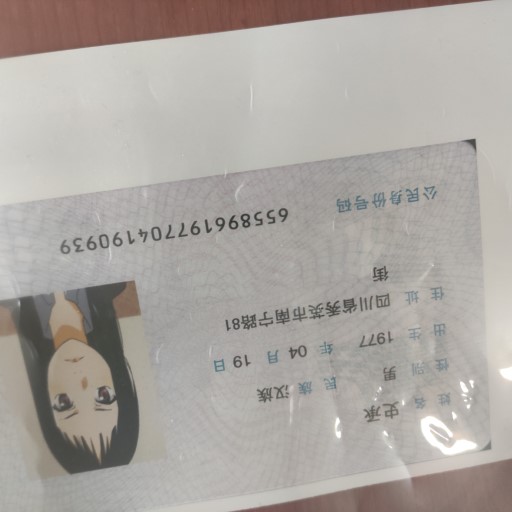 姓名 史承
性别 男 民族 汉族
出生 1977 年 04 月 19 日
住址 四川省秀英市南宁路81
街
公民身份号码 655896197704190939